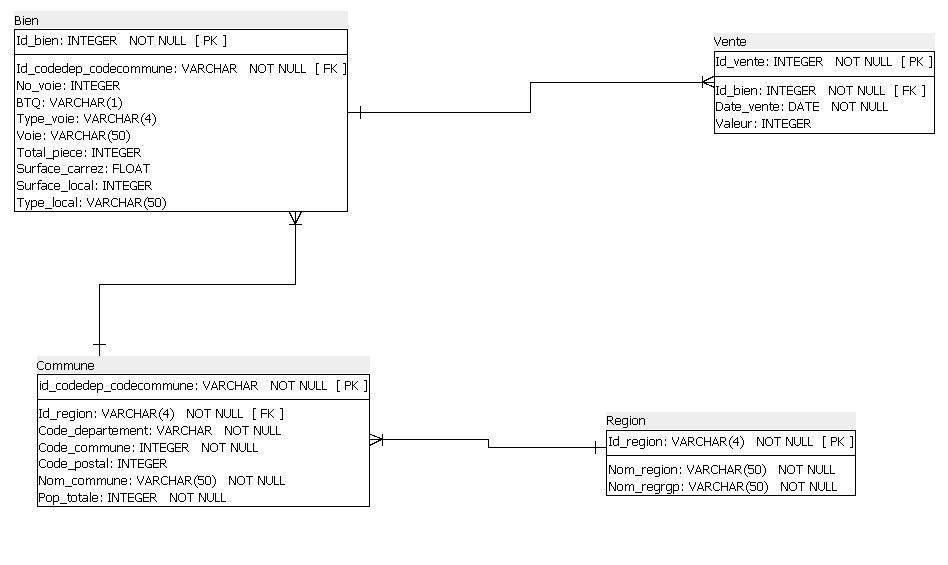 Bien
Id_bien: INTEGER NOT NULL [ PK ]
Id_codedep_codecommune: VARCHAR NOT NULL [ FK ]
No_voie: INTEGER
BTQ: VARCHAR(1)
Type_voie: VARCHAR(4)
Voie: VARCHAR(50)
Total_piece: INTEGER
Surface_carrez: FLOAT
Surface_local: INTEGER
Type_local: VARCHAR(50)
Vente
Id_vente: INTEGER NOT NULL [ PK ]
Id_bien: INTEGER NOT NULL [ FK ]
Date_vente: DATE NOT NULL
Valeur: INTEGER
Commune
id_codedep_codecommune: VARCHAR NOT NULL [ PK ]
Id_region: VARCHAR(4) NOT NULL [ FK ]
Code_departement: VARCHAR NOT NULL
Code_commune: INTEGER NOT NULL
Code_postal: INTEGER
Nom_commune: VARCHAR(50) NOT NULL
Pop_totale: INTEGER NOT NULL
Region
Id_region: VARCHAR(4) NOT NULL [ PK ]
Nom_region: VARCHAR(50) NOT NULL
Nom_regrgp: VARCHAR(50) NOT NULL